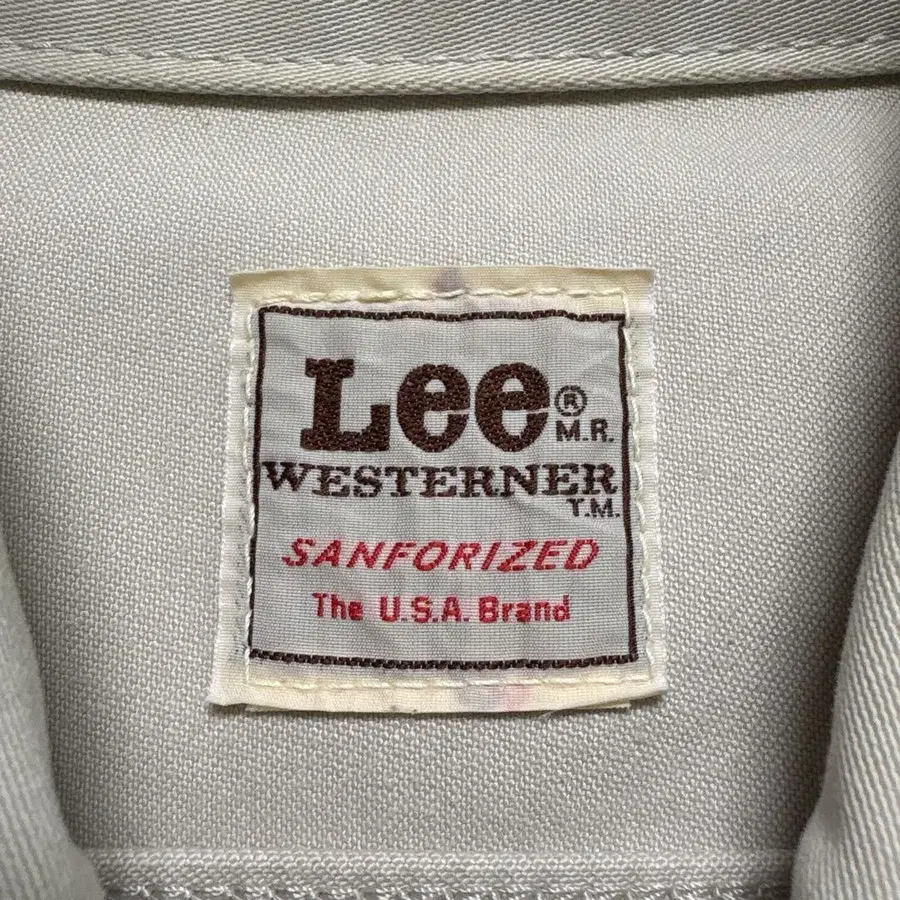 Lee® M.R.
WESTERNER T.M.
SANFORIZED
The U.S.A. Brand